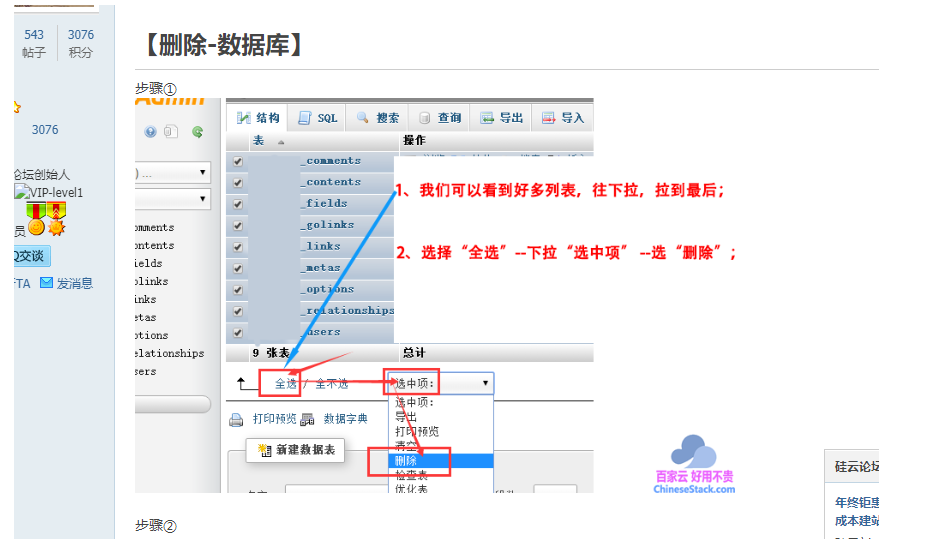 543 3076
帖子 积分
3076
论坛创始人
VIP-level1
员
Q交谈
TA 发消息
【删除-数据库】
步骤①
Admin
结构 SQL 搜索 查询 导出 导入
表 操作
_comments
_contents
_fields
_golinks
_links
_metas
_options
_relationships
_users
1、我们可以看到好多列表，往下拉，拉到最后；
2、选择“全选”--下拉“选中项”--选“删除”；
) ...
omments
ontents
ields
olinks
inks
etas
ptions
elationships
sers
9 张表 总计
全选 / 全不选 选中项:
选中项:
导出
打印预览
清空
删除
检查表
优化表
打印预览 数据字典
新建数据表
百家云 好用不贵
ChineseStack.com
步骤②
硅云论坛
年终钜惠
成本建站